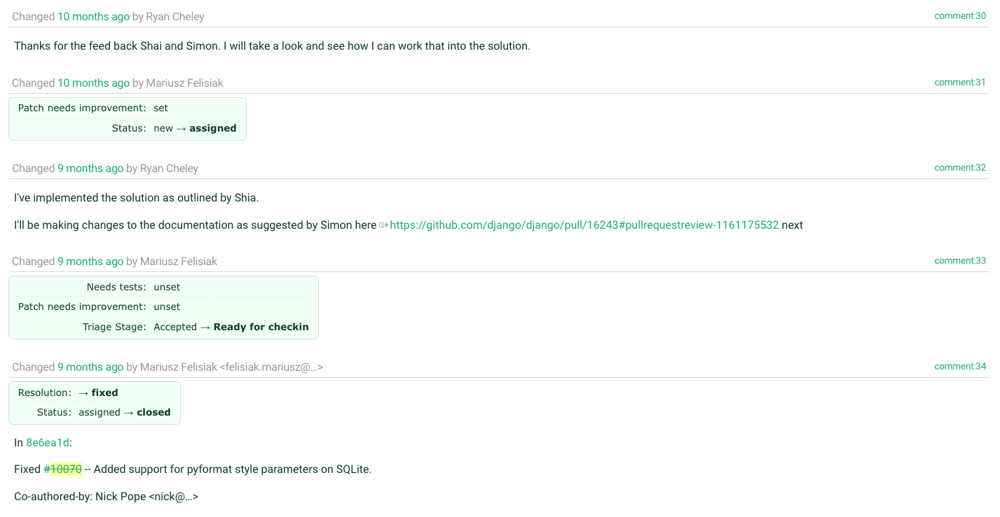 Changed 10 months ago by Ryan Cheley comment:30
Thanks for the feed back Shai and Simon. I will take a look and see how I can work that into the solution.
Changed 10 months ago by Mariusz Felisiak comment:31
Patch needs improvement: set
Status: new → assigned
Changed 9 months ago by Ryan Cheley comment:32
I've implemented the solution as outlined by Shia.
I'll be making changes to the documentation as suggested by Simon here https://github.com/django/django/pull/16243#pullrequestreview-1161175532 next
Changed 9 months ago by Mariusz Felisiak comment:33
Needs tests: unset
Patch needs improvement: unset
Triage Stage: Accepted → Ready for checkin
Changed 9 months ago by Mariusz Felisiak <felisiak.mariusz@…> comment:34
Resolution: → fixed
Status: assigned → closed
In 8e6ea1d:
Fixed #10070 -- Added support for pyformat style parameters on SQLite.
Co-authored-by: Nick Pope <nick@…>